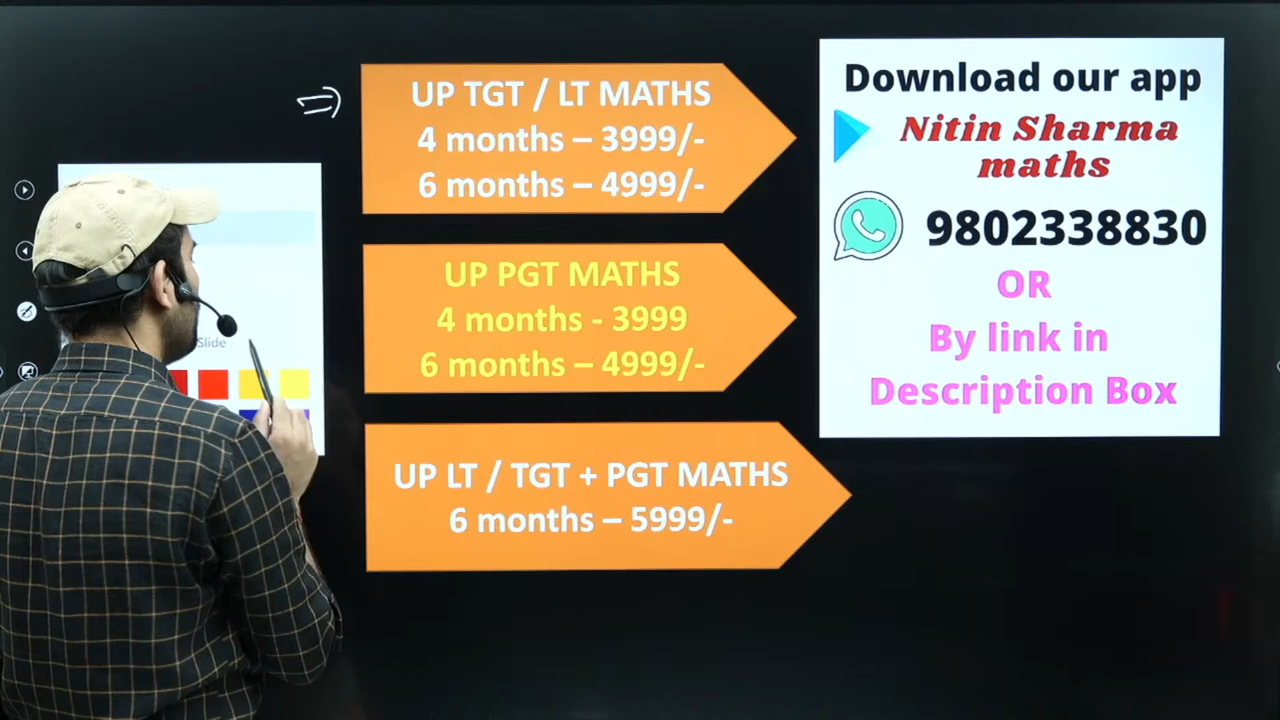 UP TGT / LT MATHS
4 months – 3999/-
6 months – 4999/-
UP PGT MATHS
4 months - 3999
6 months – 4999/-
UP LT / TGT + PGT MATHS
6 months – 5999/-
Download our app
Nitin Sharma
maths
9802338830
OR
By link in
Description Box
Slide